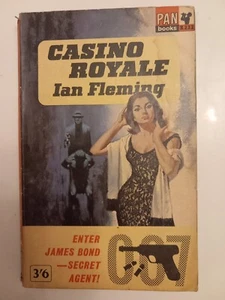 PAN
books
CASINO
ROYALE
Ian Fleming
ENTER
JAMES BOND
—SECRET
AGENT!
007
3'6